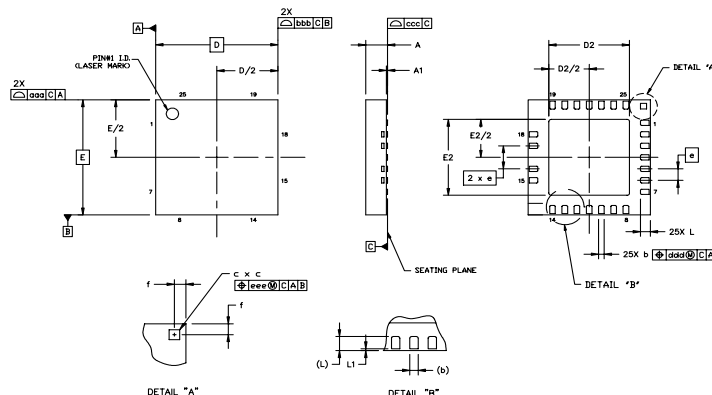 2X
bbb C B
A
D
D/2
PIN#1 I.D.
(LASER MARK)
25
19
2X
aaa C A
1
E/2
E
18
15
7
8
14
B
ccc C
A
A1
C
SEATING PLANE
D2
D2/2
DETAIL "A"
19
25
1
18
E2/2
E2
e
2 x e
15
7
14
8
25X L
25X b
ddd Ⓜ C A
DETAIL "B"
c x c
eee Ⓜ C A B
f
f
DETAIL "A"
(L)
L1
(b)
DETAIL "B"